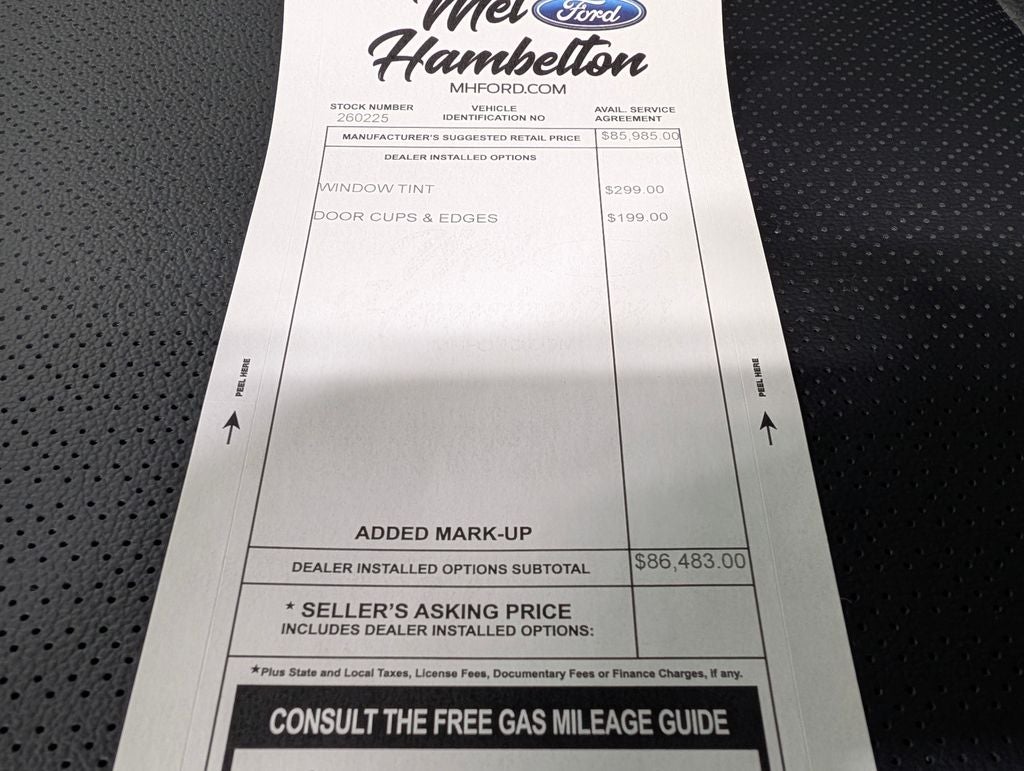 Mel Ford
Hambelton
MHFORD.COM
STOCK NUMBER VEHICLE IDENTIFICATION NO AVAIL. SERVICE AGREEMENT
260225
MANUFACTURER'S SUGGESTED RETAIL PRICE $85,985.00
DEALER INSTALLED OPTIONS
WINDOW TINT $299.00
DOOR CUPS & EDGES $199.00
PEEL HERE
PEEL HERE
ADDED MARK-UP
DEALER INSTALLED OPTIONS SUBTOTAL $86,483.00
* SELLER'S ASKING PRICE
INCLUDES DEALER INSTALLED OPTIONS:
*Plus State and Local Taxes, License Fees, Documentary Fees or Finance Charges, if any.
CONSULT THE FREE GAS MILEAGE GUIDE